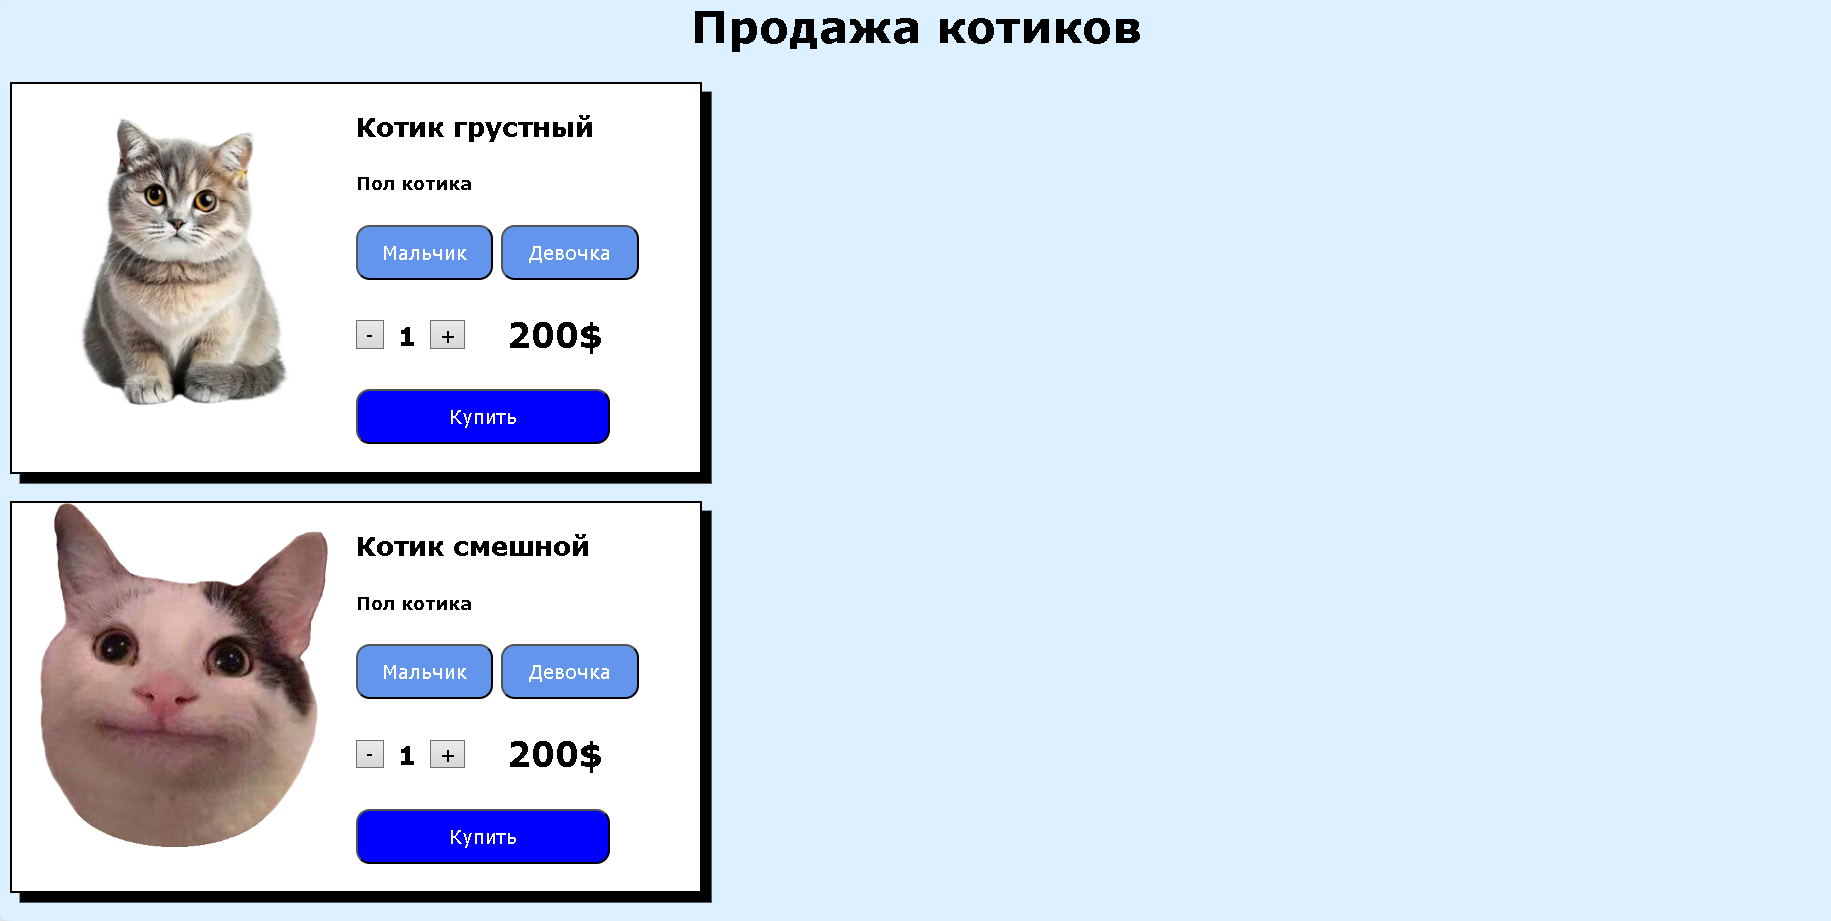 Продажа котиков
Котик грустный
Пол котика
Мальчик Девочка
- 1 + 200$
Купить
Котик смешной
Пол котика
Мальчик Девочка
- 1 + 200$
Купить